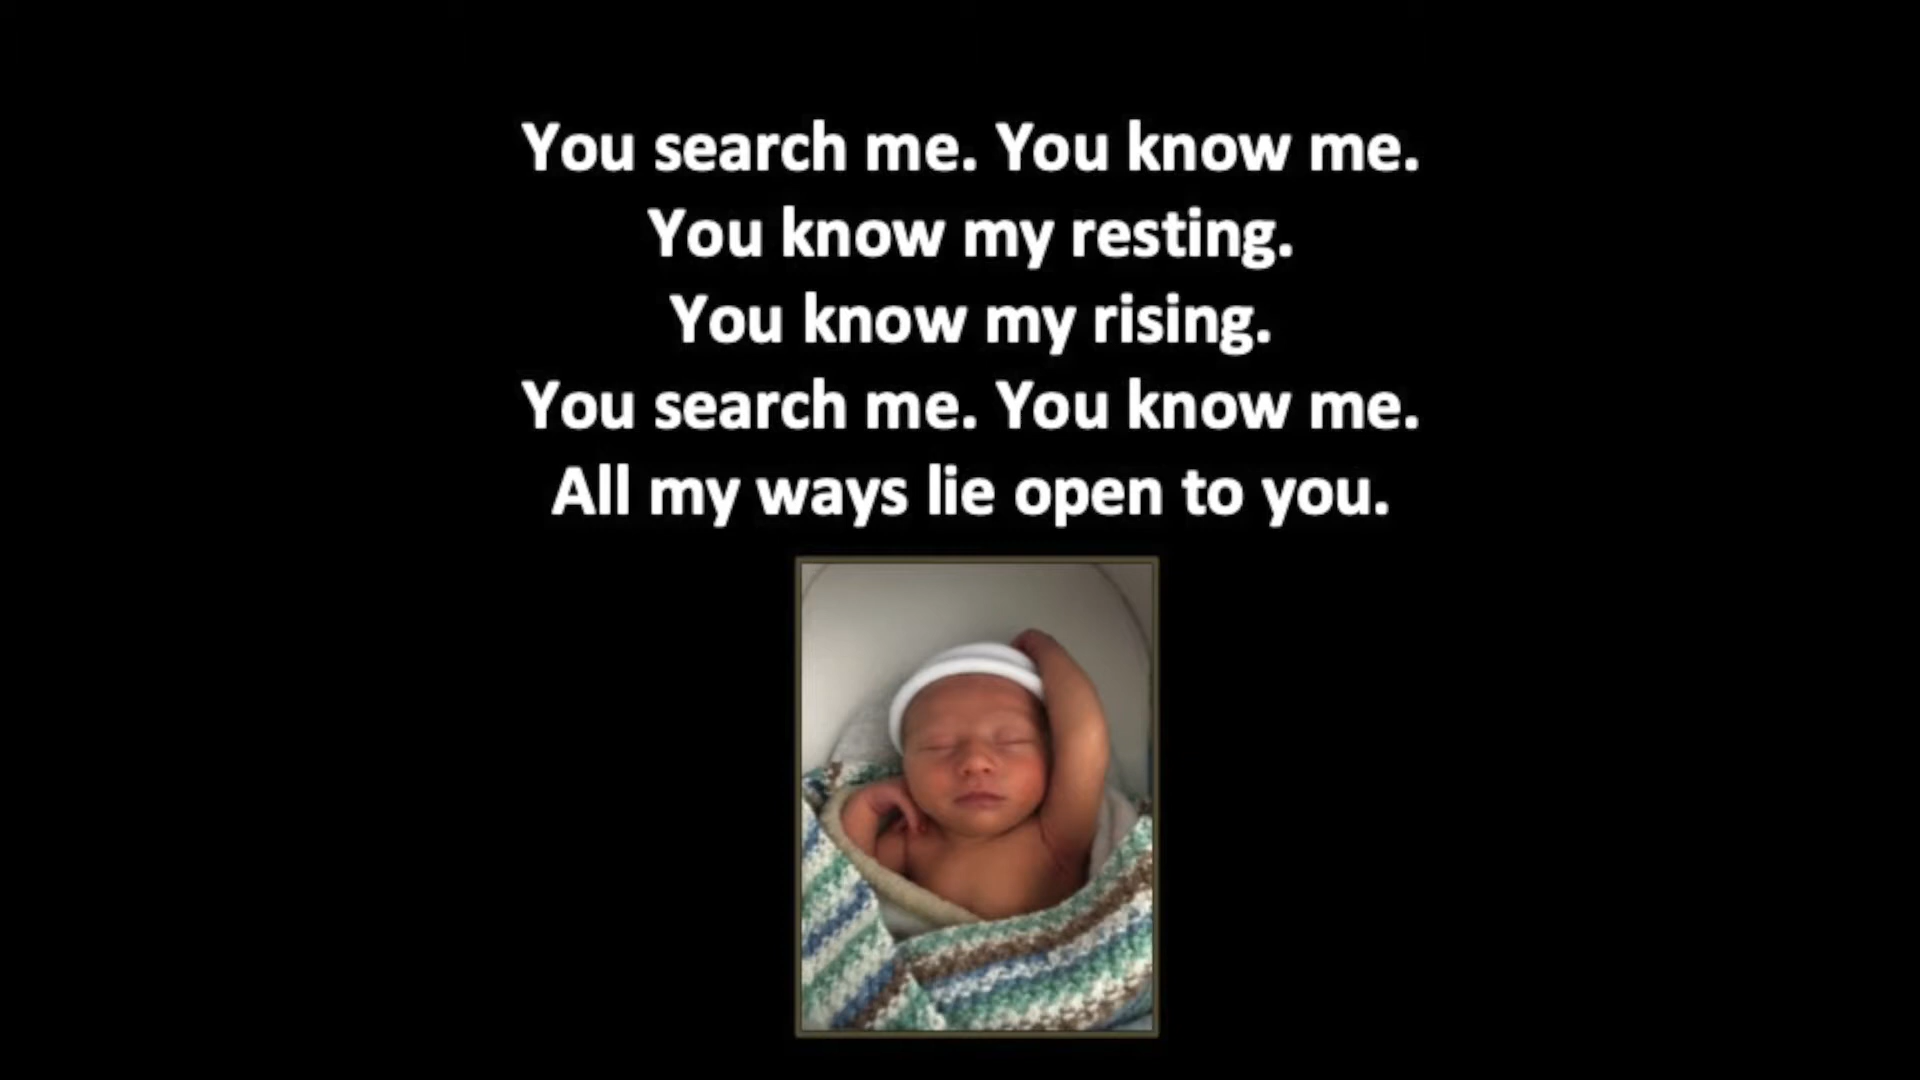 You search me. You know me.
You know my resting.
You know my rising.
You search me. You know me.
All my ways lie open to you.